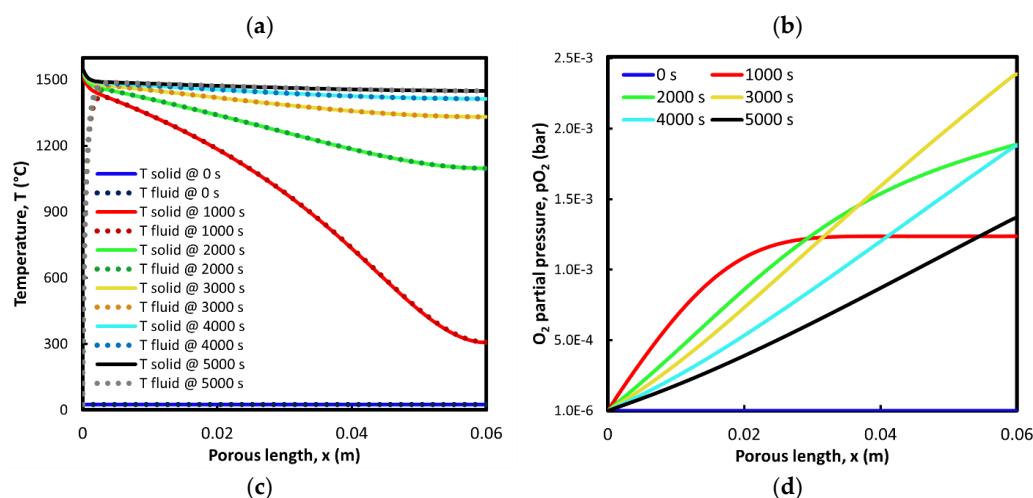 (a)
(b)
Temperature, T (°C)
1500
1200
900
600
300
0
T solid @ 0 s
T fluid @ 0 s
T solid @ 1000 s
T fluid @ 1000 s
T solid @ 2000 s
T fluid @ 2000 s
T solid @ 3000 s
T fluid @ 3000 s
T solid @ 4000 s
T fluid @ 4000 s
T solid @ 5000 s
T fluid @ 5000 s
0 0.02 0.04 0.06
Porous length, x (m)
O₂ partial pressure, pO₂ (bar)
2.5E-3
2.0E-3
1.5E-3
1.0E-3
5.0E-4
1.0E-6
0 s 1000 s
2000 s 3000 s
4000 s 5000 s
0 0.02 0.04 0.06
Porous length, x (m)
(c)
(d)